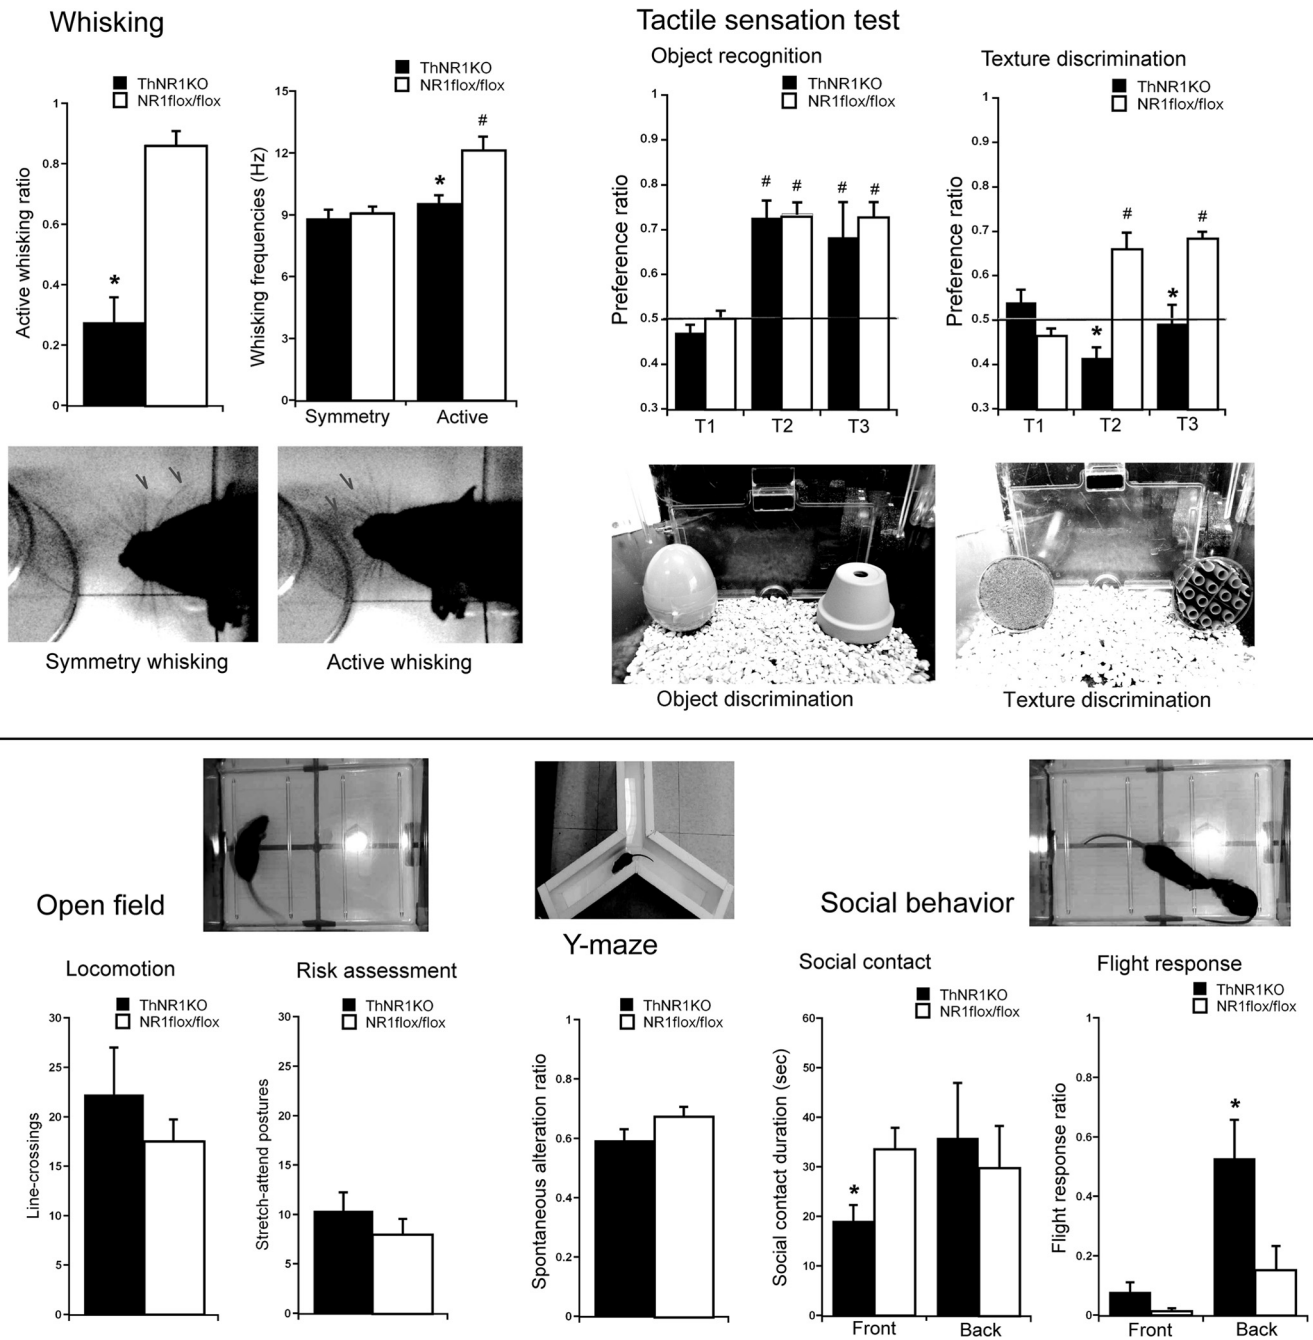 Whisking
Tactile sensation test
Object recognition
Texture discrimination
ThNR1KO
NR1flox/flox
1
0.8
0.6
0.4
0.2
0
Active whisking ratio
*
ThNR1KO
NR1flox/flox
15
12
9
6
3
0
Whisking frequencies (Hz)
*
#
Symmetry
Active
ThNR1KO
NR1flox/flox
1
0.9
0.8
0.7
0.6
0.5
0.4
0.3
Preference ratio
# # # #
T1
T2
T3
ThNR1KO
NR1flox/flox
1
0.9
0.8
0.7
0.6
0.5
0.4
0.3
Preference ratio
* # * #
T1
T2
T3
Symmetry whisking
Active whisking
Object discrimination
Texture discrimination
Open field
Y-maze
Social behavior
Locomotion
ThNR1KO
NR1flox/flox
30
25
20
15
10
5
0
Line-crossings
Risk assessment
ThNR1KO
NR1flox/flox
30
25
20
15
10
5
0
Stretch-attend postures
ThNR1KO
NR1flox/flox
1
0.8
0.6
0.4
0.2
0
Spontaneous alteration ratio
Social contact
ThNR1KO
NR1flox/flox
60
50
40
30
20
10
0
Social contact duration (sec)
*
Front
Back
Flight response
ThNR1KO
NR1flox/flox
1
0.8
0.6
0.4
0.2
0
Flight response ratio
*
Front
Back